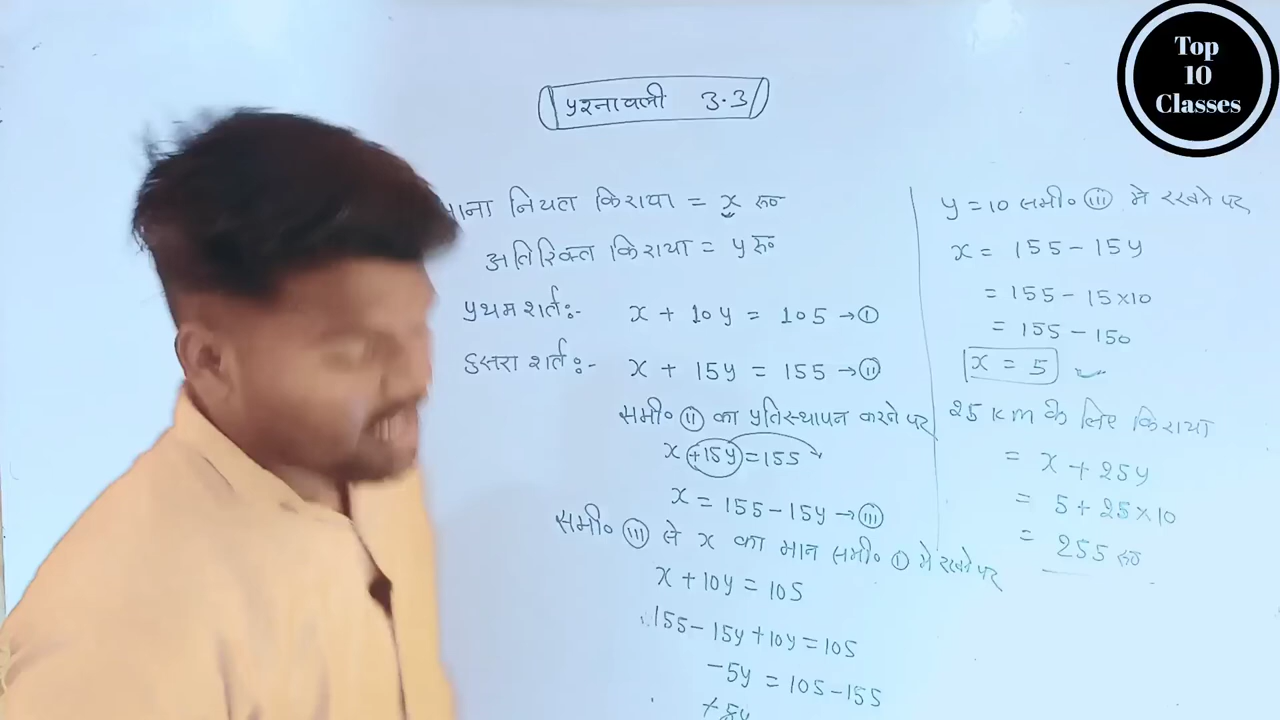 Top
10
Classes
प्रश्नावली 3.3
माना नियत किराया = x रू०
अतिरिक्त किराया = y रू०
प्रथम शर्त:- x + 10y = 105 → (I)
दुसरा शर्त:- x + 15y = 155 → (II)
समी० (II) का प्रतिस्थापन करने पर
x + 15y = 155
x = 155 - 15y → (III)
समी० (III) से x का मान समी० (I) मे रखने पर
x + 10y = 105
155 - 15y + 10y = 105
-5y = 105 - 155
y = 10 समी० (III) मे रखने पर
x = 155 - 15y
= 155 - 15×10
= 155 - 150
x = 5
25 km के लिए किराया
= x + 25y
= 5 + 25×10
= 255 रू०